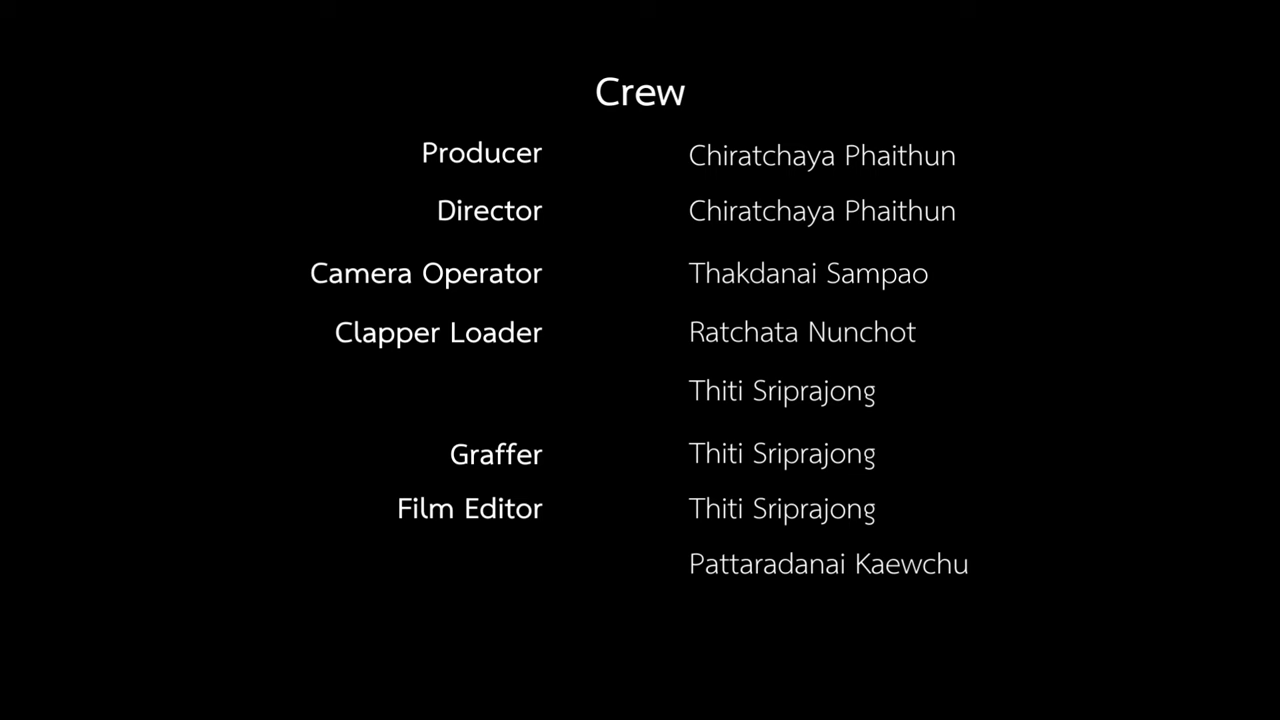 Crew
Producer Chiratchaya Phaithun
Director Chiratchaya Phaithun
Camera Operator Thakdanai Sampao
Clapper Loader Ratchata Nunchot
Thiti Sriprajong
Graffer Thiti Sriprajong
Film Editor Thiti Sriprajong
Pattaradanai Kaewchu